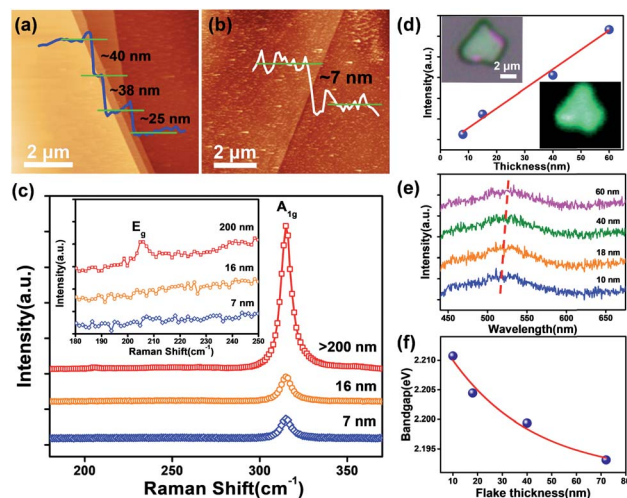 (a)
~40 nm
~38 nm
~25 nm
2 μm
(b)
~7 nm
2 μm
(c)
Intensity(a.u.)
A1g
>200 nm
16 nm
7 nm
200 250 300 350
Raman Shift(cm-1)
Intensity(a.u.)
Eg
200 nm
16 nm
7 nm
180 190 200 210 220 230 240 250
Raman Shift(cm-1)
(d)
Intensity(a.u.)
2 μm
0 10 20 30 40 50 60
Thickness(nm)
(e)
Intensity(a.u.)
60 nm
40 nm
18 nm
10 nm
450 500 550 600 650
Wavelength(nm)
(f)
Bandgap(eV)
2.210
2.205
2.200
2.195
10 20 30 40 50 60 70 80
Flake thickness(nm)